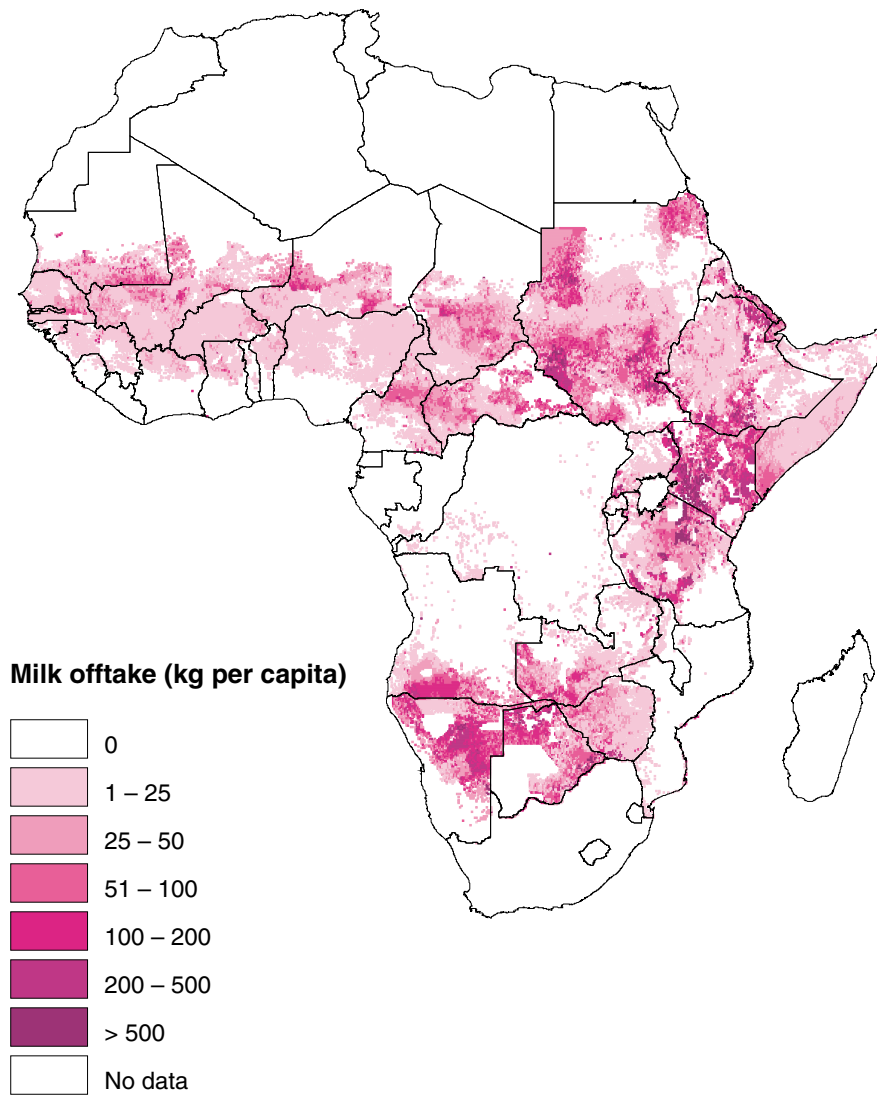 Milk offtake (kg per capita)
0
1 – 25
25 – 50
51 – 100
100 – 200
200 – 500
> 500
No data